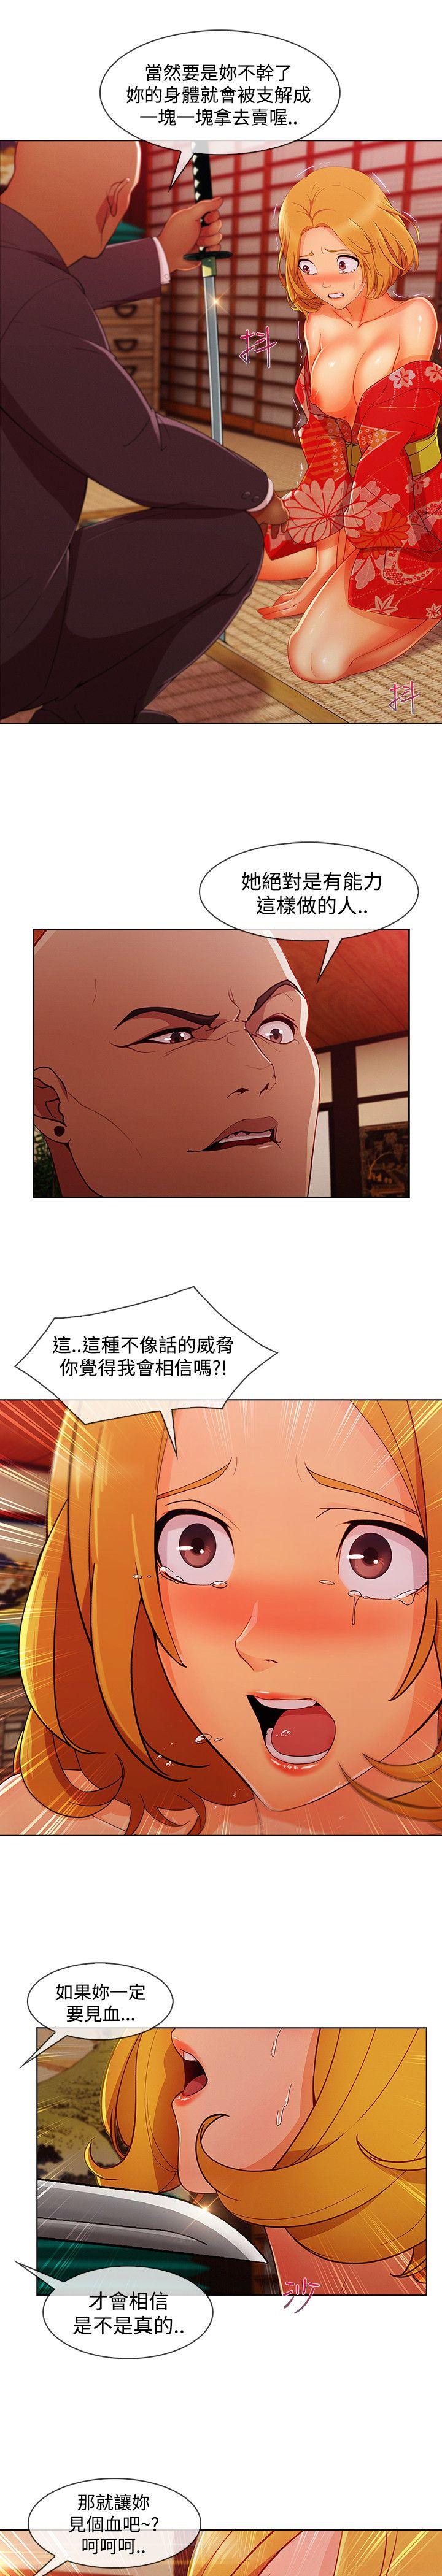 當然要是妳不幹了
妳的身體就會被支解成
一塊一塊拿去賣喔..
抖
抖
她絕對是有能力
這樣做的人..
這..這種不像話的威脅
你覺得我會相信嗎?!
如果妳一定
要見血...
沙
才會相信
是不是真的..
那就讓妳
見個血吧~?
呵呵呵..